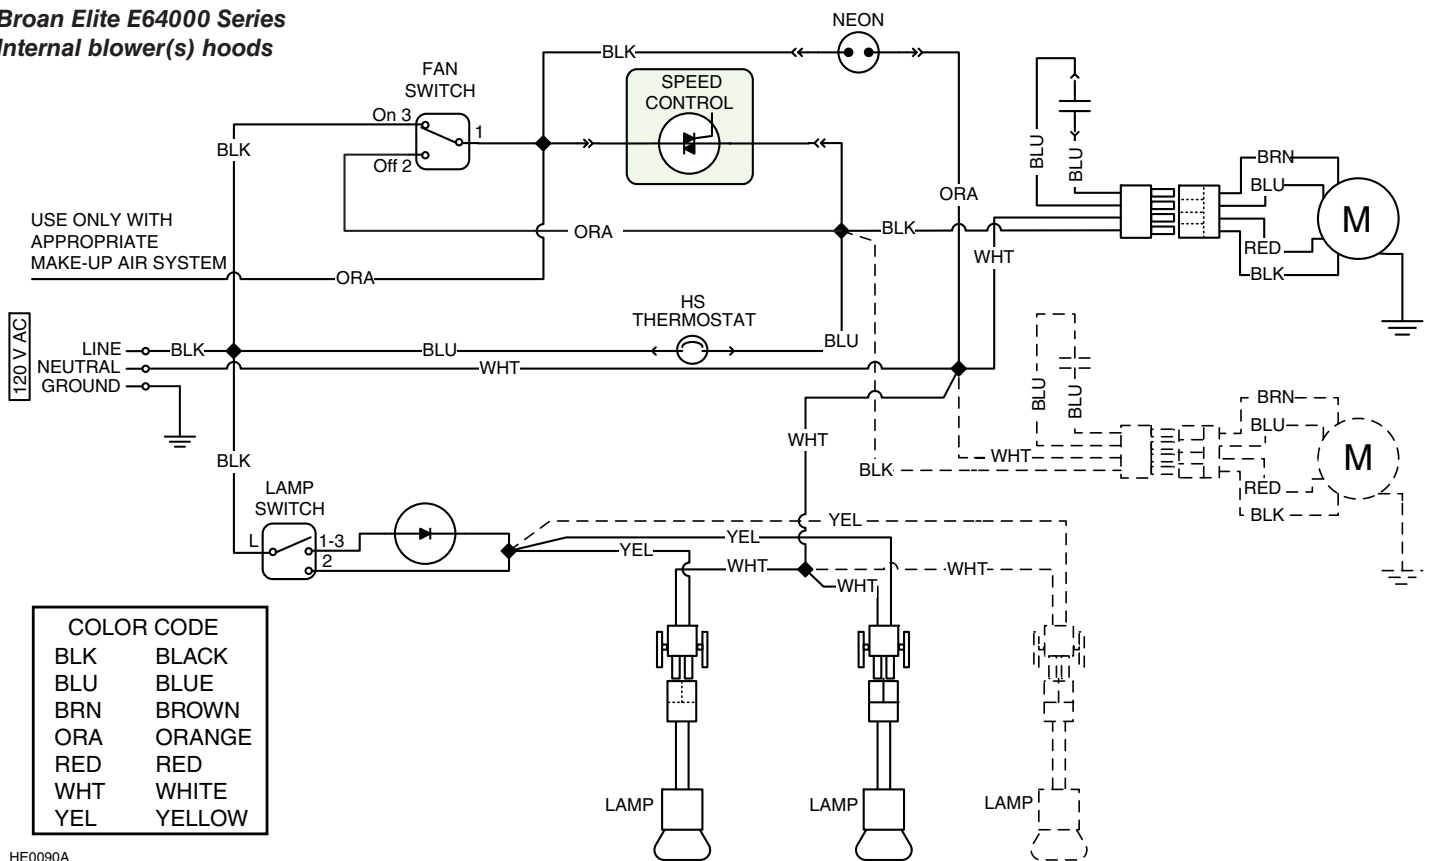 Broan Elite E64000 Series
Internal blower(s) hoods
NEON
BLK
FAN
SWITCH
SPEED
CONTROL
On 3
1
BLK
Off 2
BLU
BLU
BRN
BLU
M
ORA
USE ONLY WITH
APPROPRIATE
MAKE-UP AIR SYSTEM
ORA
BLK
WHT
RED
BLK
ORA
HS
THERMOSTAT
BLU
120 V AC
LINE
BLK
BLU
NEUTRAL
WHT
GROUND
BLU
BLU
BRN
BLU
M
WHT
WHT
BLK
BLK
RED
BLK
LAMP
SWITCH
L
1-3
2
YEL
YEL
YEL
WHT
WHT
WHT
COLOR CODE
BLK BLACK
BLU BLUE
BRN BROWN
ORA ORANGE
RED RED
WHT WHITE
YEL YELLOW
LAMP
LAMP
LAMP
HE0090A